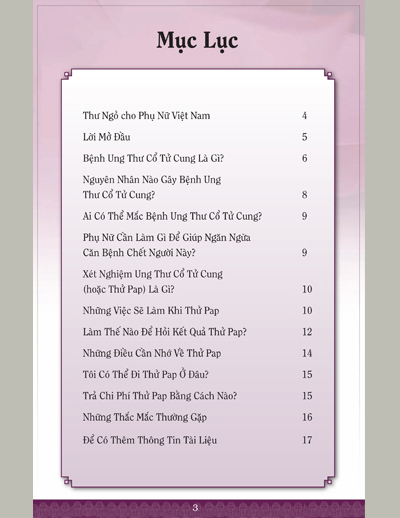 Mục Lục
Thư Ngỏ cho Phụ Nữ Việt Nam 4
Lời Mở Đầu 5
Bệnh Ung Thư Cổ Tử Cung Là Gì? 6
Nguyên Nhân Nào Gây Bệnh Ung
Thư Cổ Tử Cung? 8
Ai Có Thể Mắc Bệnh Ung Thư Cổ Tử Cung? 9
Phụ Nữ Cần Làm Gì Để Giúp Ngăn Ngừa
Căn Bệnh Chết Người Này? 9
Xét Nghiệm Ung Thư Cổ Tử Cung
(hoặc Thử Pap) Là Gì? 10
Những Việc Sẽ Làm Khi Thử Pap 10
Làm Thế Nào Để Hỏi Kết Quả Thử Pap? 12
Những Điều Cần Nhớ Về Thử Pap 14
Tôi Có Thể Đi Thử Pap Ở Đâu? 15
Trả Chi Phí Thử Pap Bằng Cách Nào? 15
Những Thắc Mắc Thường Gặp 16
Để Có Thêm Thông Tin Tài Liệu 17
3